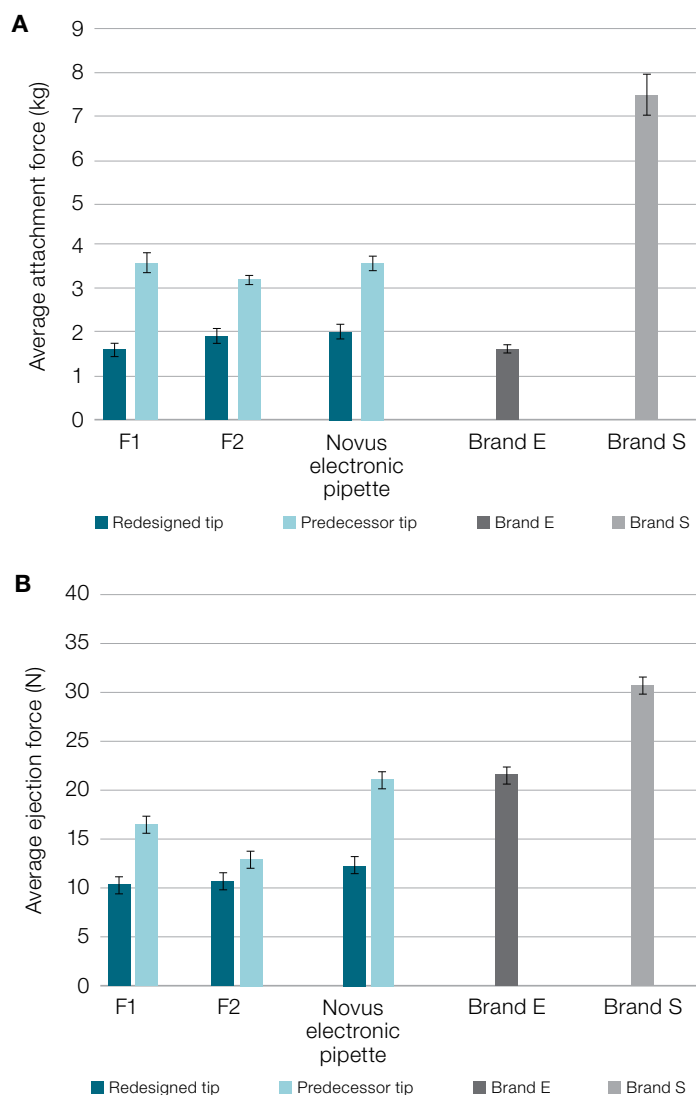 A
Average attachment force (kg)
9
8
7
6
5
4
3
2
1
0
F1 F2 Novus electronic pipette Brand E Brand S
Redesigned tip Predecessor tip Brand E Brand S
B
Average ejection force (N)
40
35
30
25
20
15
10
5
0
F1 F2 Novus electronic pipette Brand E Brand S
Redesigned tip Predecessor tip Brand E Brand S